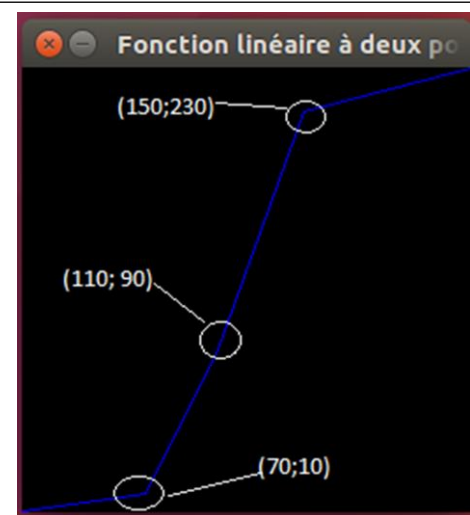 Fonction linéaire à deux po
(150;230)
(110; 90)
(70;10)